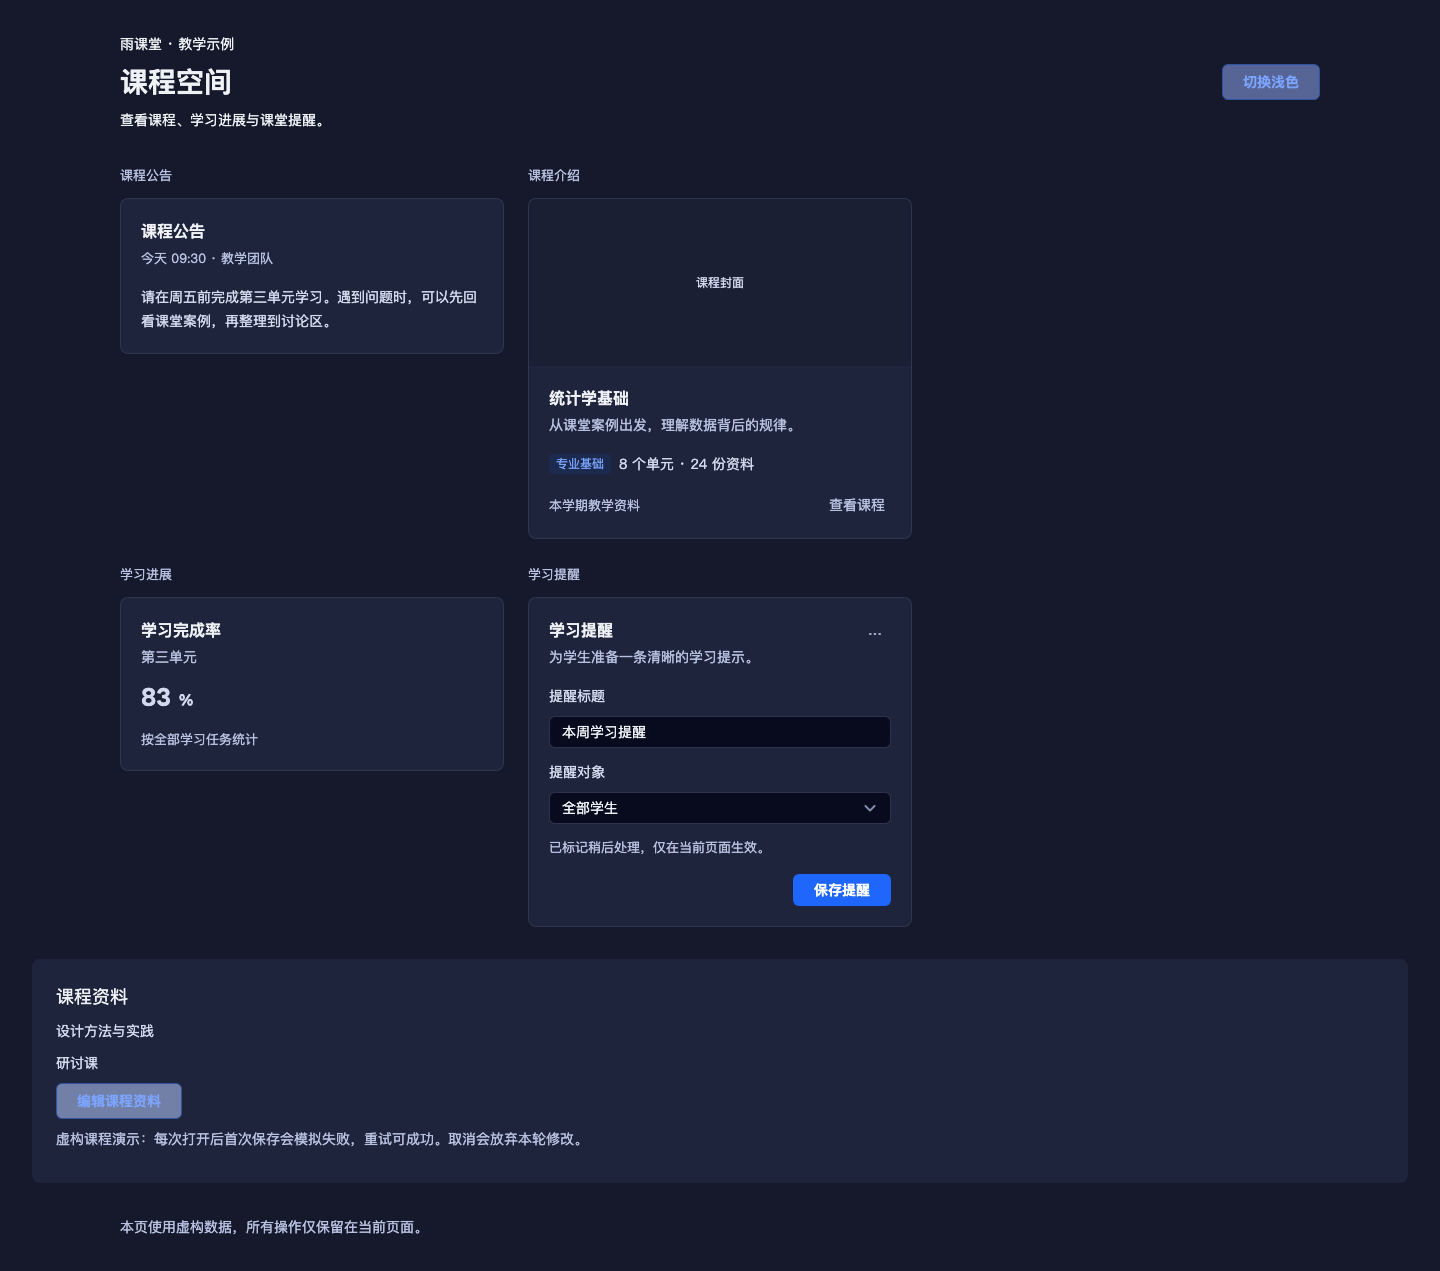 雨课堂 · 教学示例
课程空间
切换浅色
查看课程、学习进展与课堂提醒。
课程公告
课程公告
今天 09:30 · 教学团队
请在周五前完成第三单元学习。遇到问题时，可以先回
看课堂案例，再整理到讨论区。
课程介绍
课程封面
统计学基础
从课堂案例出发，理解数据背后的规律。
专业基础 8 个单元 · 24 份资料
本学期教学资料 查看课程
学习进展
学习完成率
第三单元
83 %
按全部学习任务统计
学习提醒
学习提醒 ...
为学生准备一条清晰的学习提示。
提醒标题
本周学习提醒
提醒对象
全部学生
已标记稍后处理，仅在当前页面生效。
保存提醒
课程资料
设计方法与实践
研讨课
编辑课程资料
虚构课程演示：每次打开后首次保存会模拟失败，重试可成功。取消会放弃本轮修改。
本页使用虚构数据，所有操作仅保留在当前页面。